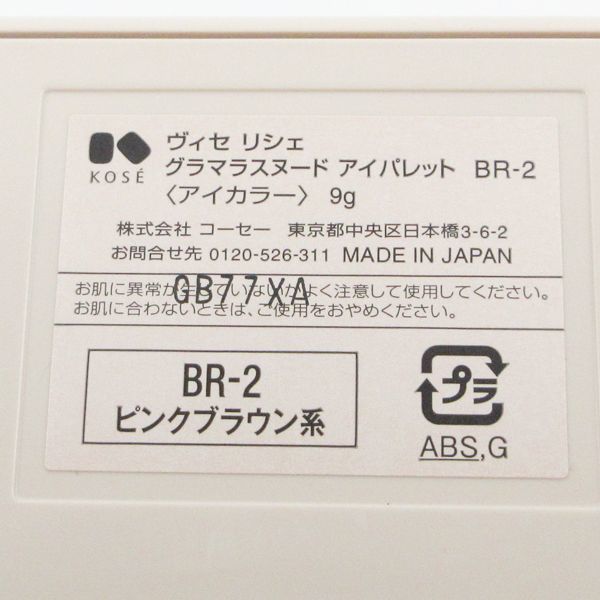 KOSÉ
ヴィセ リシェ
グラマラスヌード アイパレット BR-2
〈アイカラー〉 9g
株式会社 コーセー 東京都中央区日本橋3-6-2
お問合せ先 0120-526-311 MADE IN JAPAN
お肌に異常が生じていないかよく注意して使用してください。
GB77XA
お肌に合わないときは、ご使用をおやめください。
BR-2
ピンクブラウン系
プラ
ABS,G